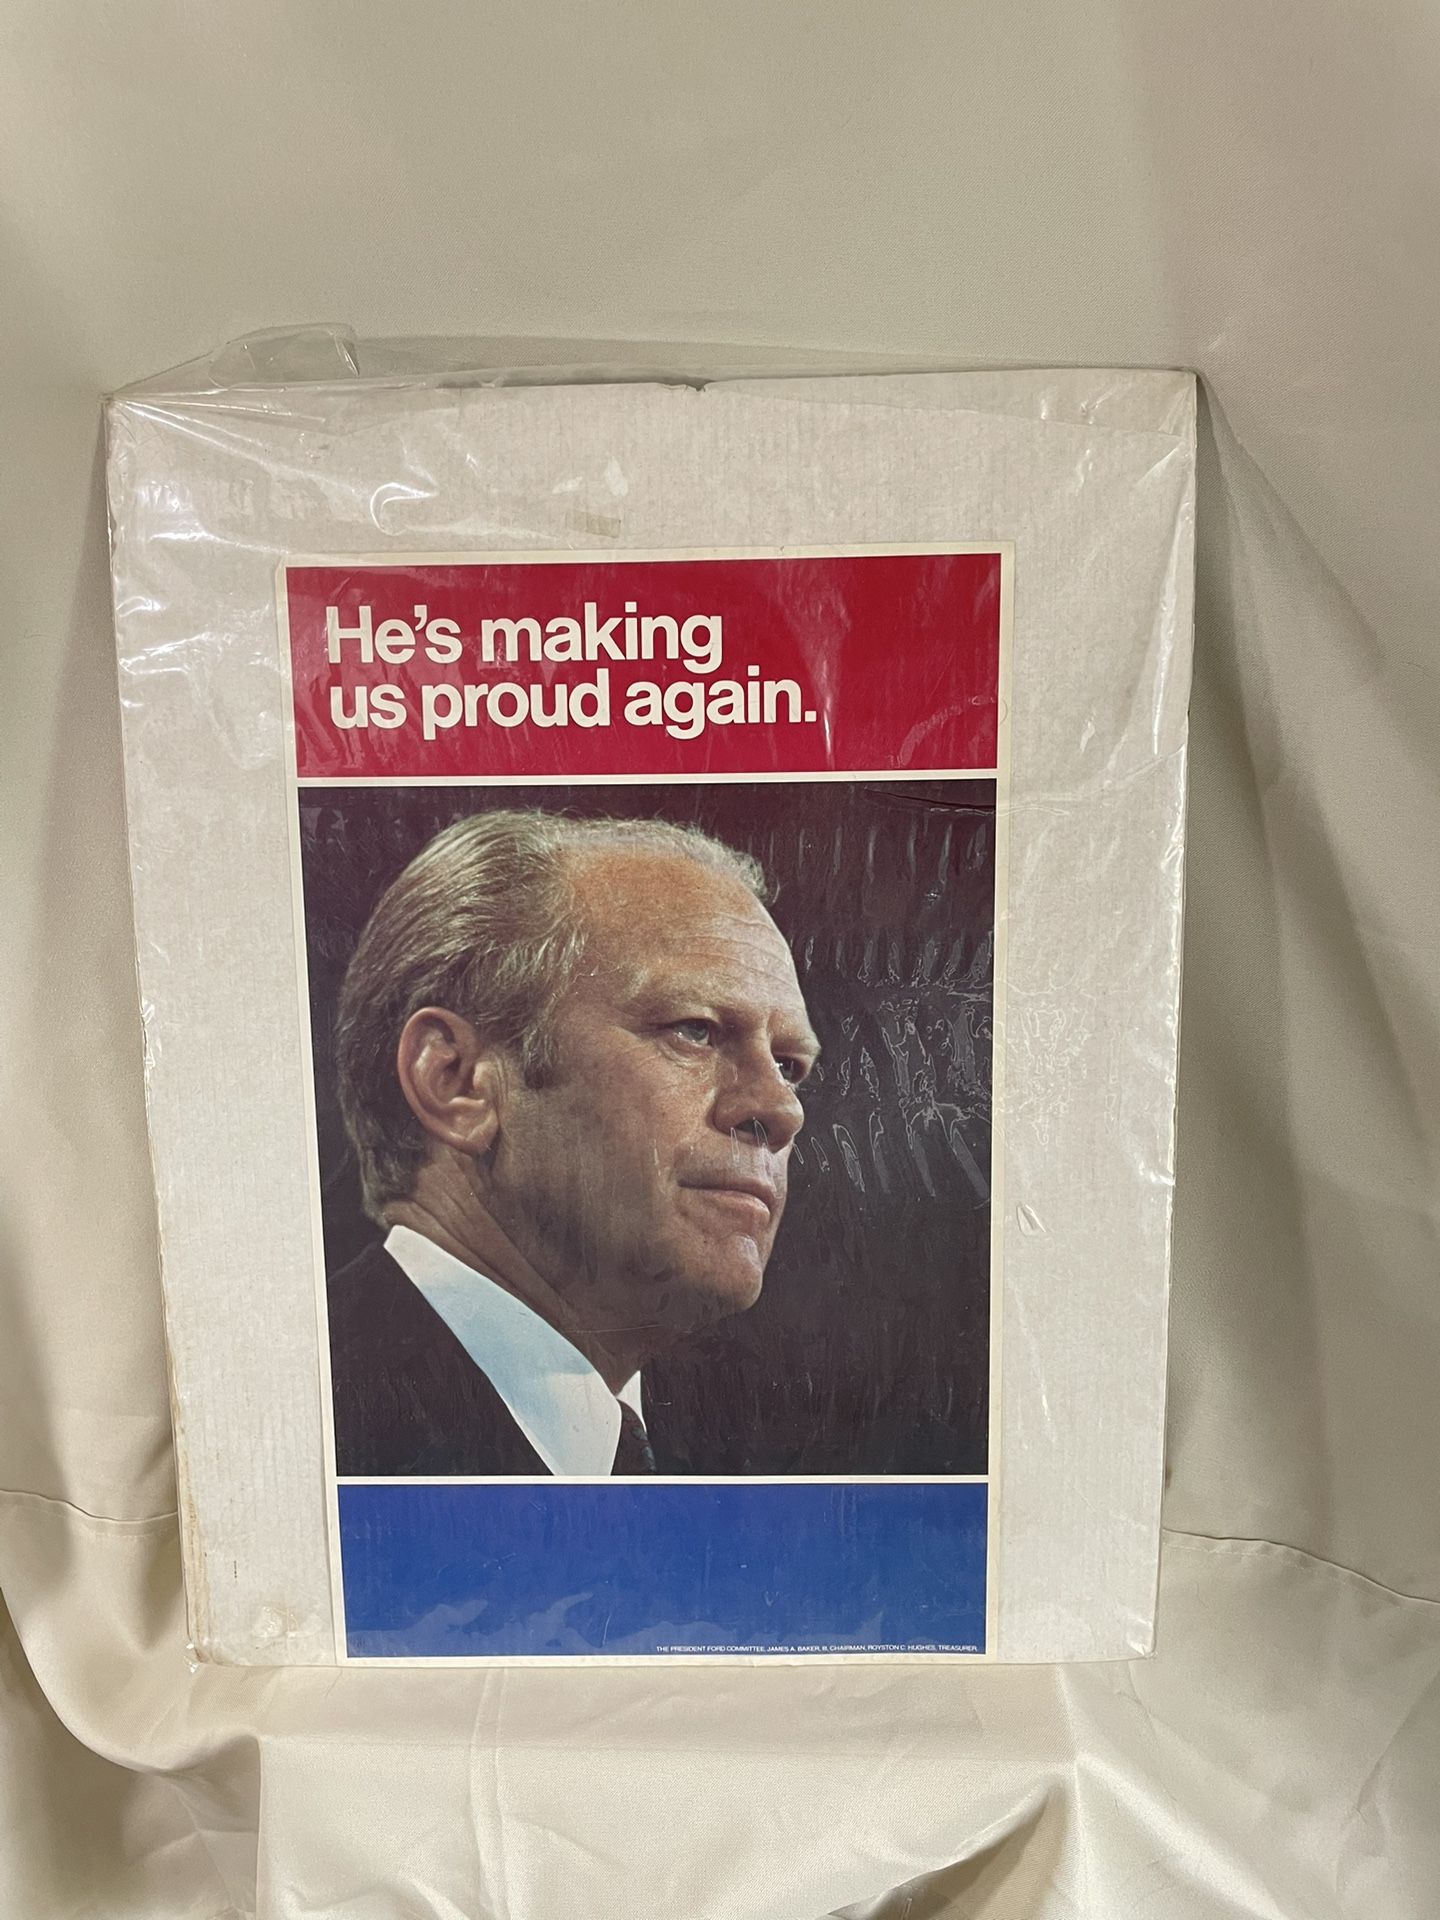 He's making
us proud again.
THE PRESIDENT FORD COMMITTEE, JAMES A. BAKER, III, CHAIRMAN, ROYSTON C. HUGHES, TREASURER.